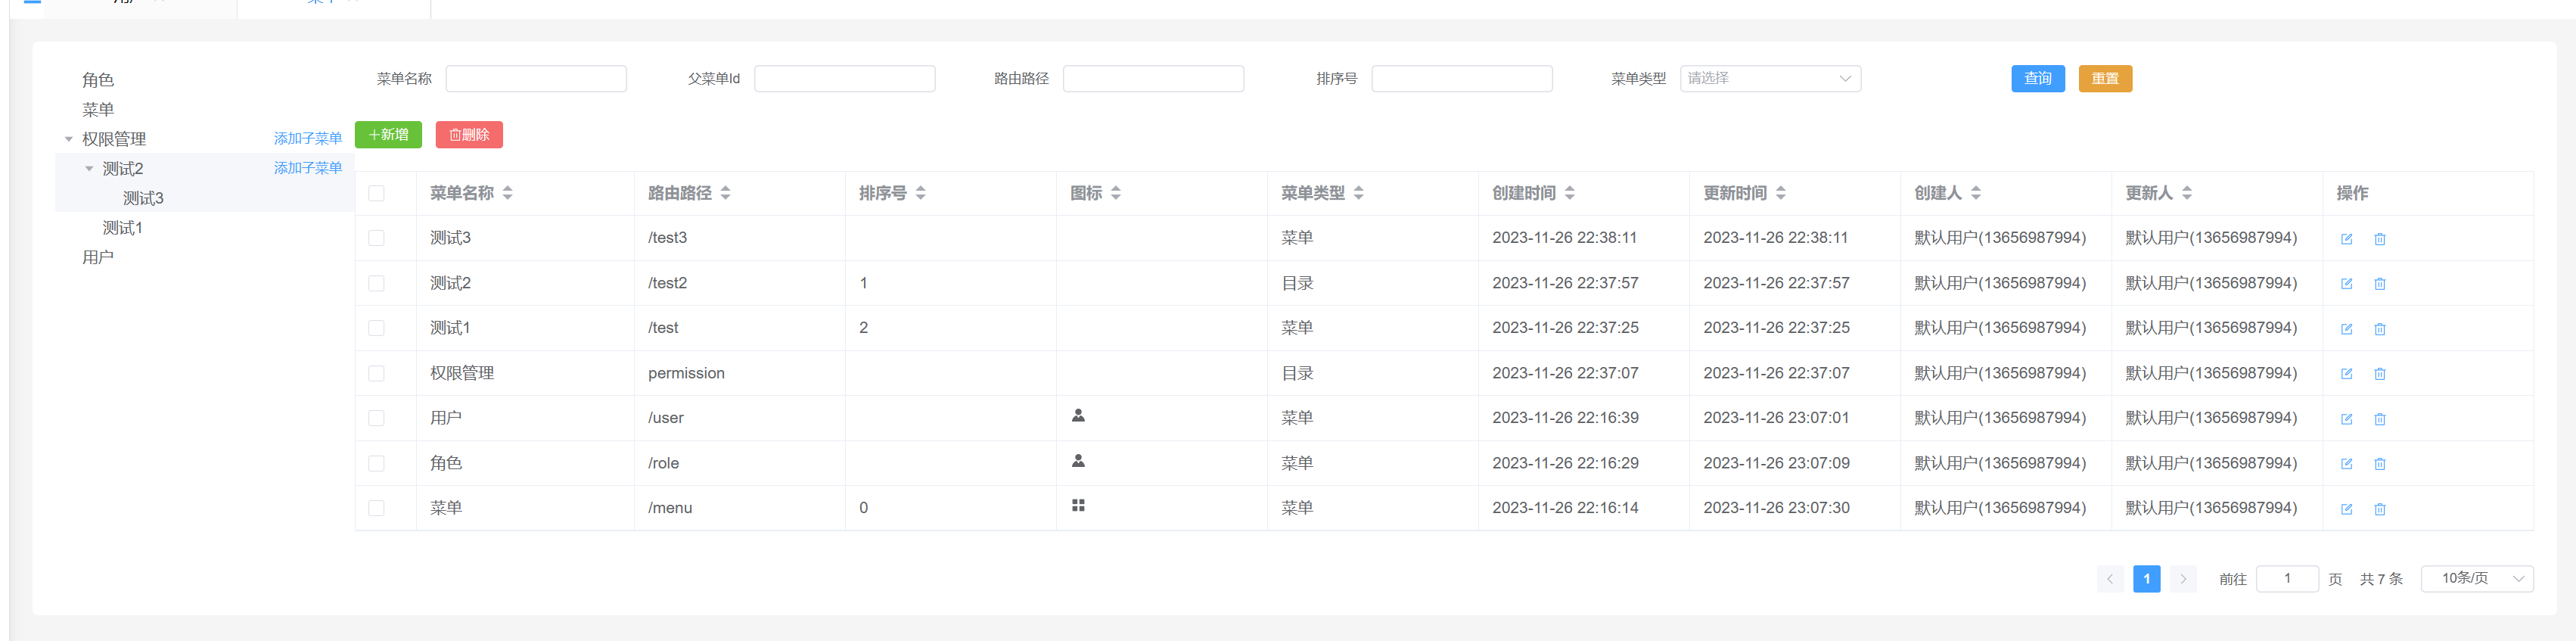 角色
菜单
权限管理 添加子菜单
测试2 添加子菜单
测试3
测试1
用户
菜单名称 父菜单Id 路由路径 排序号 菜单类型 请选择 查询 重置
新增 删除
菜单名称 路由路径 排序号 图标 菜单类型 创建时间 更新时间 创建人 更新人 操作
测试3 /test3 菜单 2023-11-26 22:38:11 2023-11-26 22:38:11 默认用户(13656987994) 默认用户(13656987994)
测试2 /test2 1 目录 2023-11-26 22:37:57 2023-11-26 22:37:57 默认用户(13656987994) 默认用户(13656987994)
测试1 /test 2 菜单 2023-11-26 22:37:25 2023-11-26 22:37:25 默认用户(13656987994) 默认用户(13656987994)
权限管理 permission 目录 2023-11-26 22:37:07 2023-11-26 22:37:07 默认用户(13656987994) 默认用户(13656987994)
用户 /user 菜单 2023-11-26 22:16:39 2023-11-26 23:07:01 默认用户(13656987994) 默认用户(13656987994)
角色 /role 菜单 2023-11-26 22:16:29 2023-11-26 23:07:09 默认用户(13656987994) 默认用户(13656987994)
菜单 /menu 0 菜单 2023-11-26 22:16:14 2023-11-26 23:07:30 默认用户(13656987994) 默认用户(13656987994)
1 前往 1 页 共 7 条 10条/页